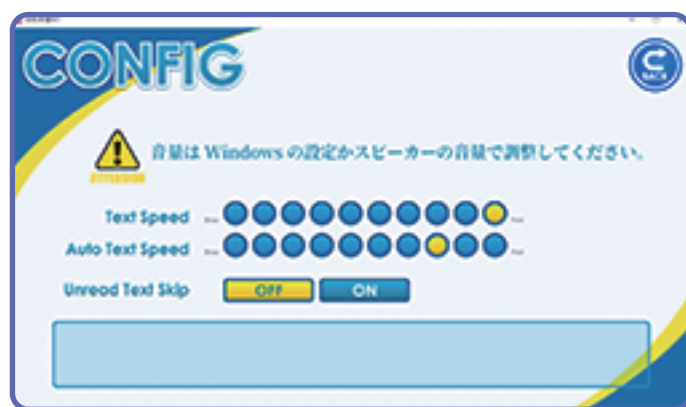 CONFIG
BACK
音量は Windows の設定かスピーカーの音量で調整してください。
ATTENTION
Text Speed
Auto Text Speed
Unread Text Skip OFF ON